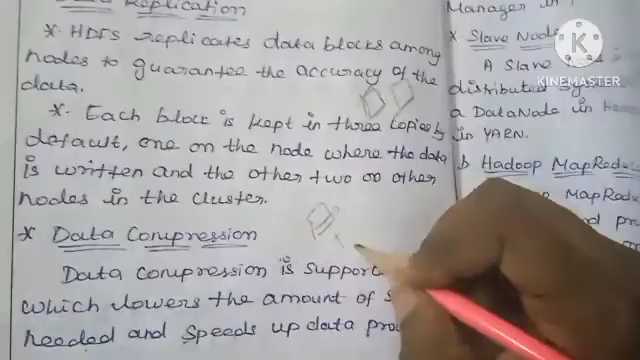 Data Replication
* HDFS replicates data blocks among
nodes to guarantee the accuracy of the
data.
* Each block is kept in three copies by
default, one on the node where the data
is written and the other two on other
nodes in the cluster.
* Data Compression
Data compression is
which lowers the amount of
needed and speeds up data
Manager in
* Slave Node
A Slave
distributed
a DataNode in
in YARN.
Hadoop MapReduce
MapRedu
KINEMASTER